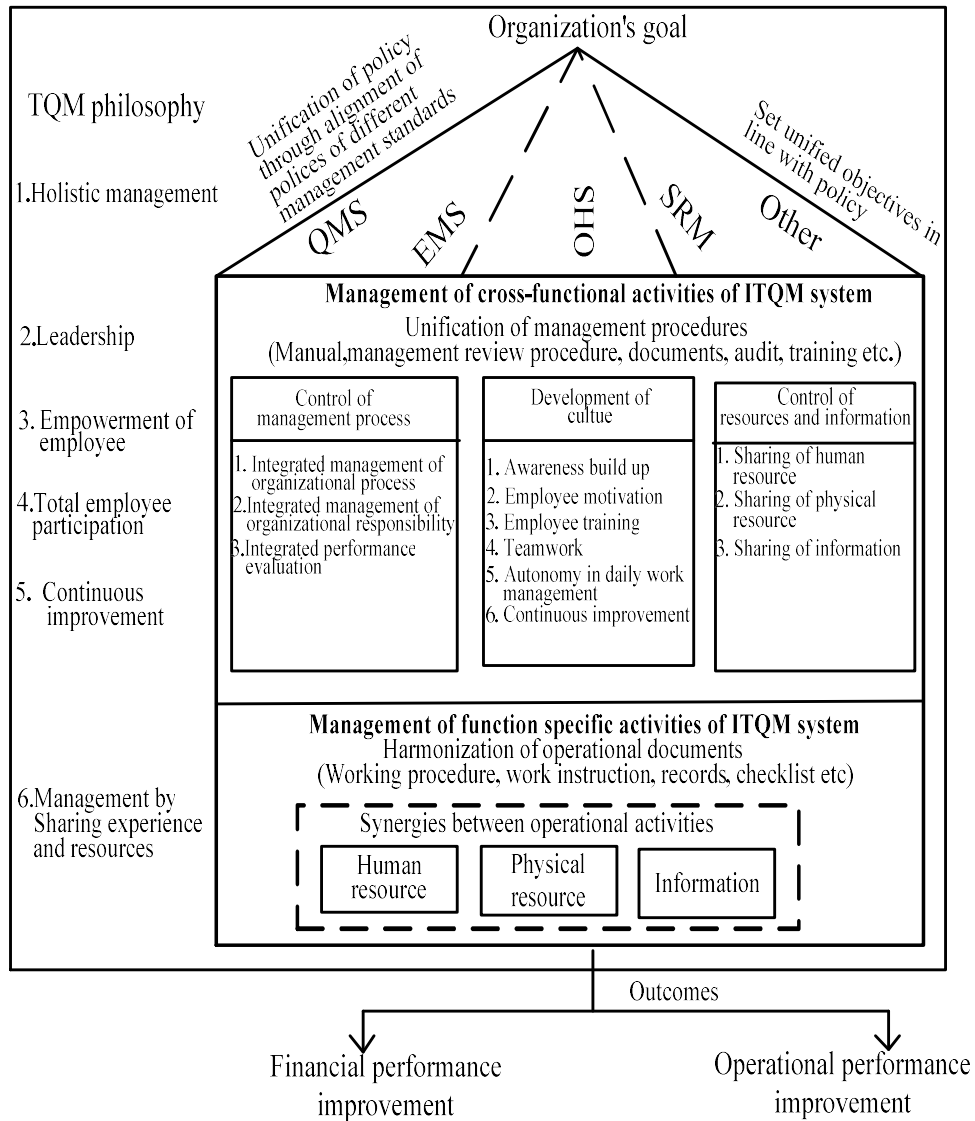 Organization's goal
TQM philosophy
Unification of policy
through alignment of
polices of different
management standards
Set unified objectives in
line with policy
1.Holistic management
QMS
EMS
SHO
SRM
Other
Management of cross-functional activities of ITQM system
2.Leadership
Unification of management procedures
(Manual,management review procedure, documents, audit, training etc.)
3. Empowerment of
employee
4.Total employee
participation
5. Continuous
improvement
Control of
management process
1. Integrated management of
organizational process
2.Integrated management of
organizational responsibility
3.Integrated performance
evaluation
Development of
cultue
1. Awareness build up
2. Employee motivation
3. Employee training
4. Teamwork
5. Autonomy in daily work
management
6. Continuous improvement
Control of
resources and information
1. Sharing of human
resource
2. Sharing of physical
resource
3. Sharing of information
Management of function specific activities of ITQM system
Harmonization of operational documents
(Working procedure, work instruction, records, checklist etc)
6.Management by
Sharing experience
and resources
Synergies between operational activities
Human
resource
Physical
resource
Information
Outcomes
Financial performance
improvement
Operational performance
improvement